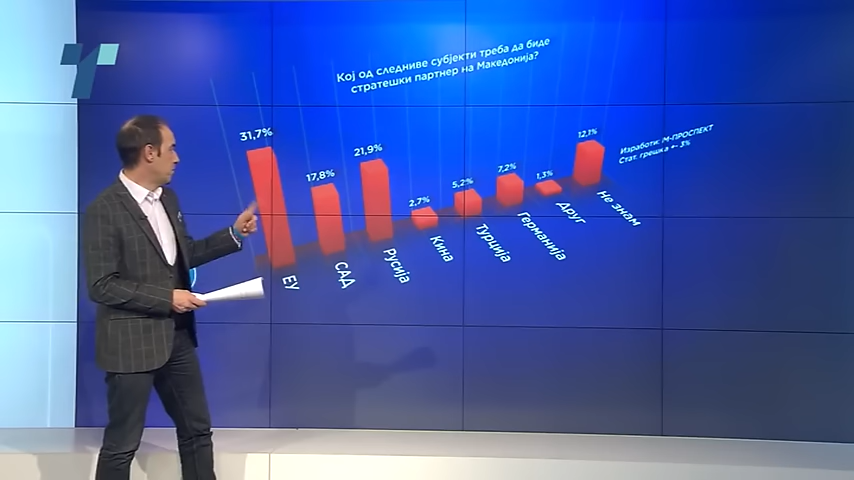 Кој од следниве субјекти треба да биде
стратешки партнер на Македонија?
31,7%
17,8%
21,9%
2,7%
5,2%
7,2%
1,3%
12,1%
Изработи: М-ПРОСПЕКТ
Стат. грешка +- 3%
ЕУ
САД
Русија
Кина
Турција
Германија
Друг
Не знам